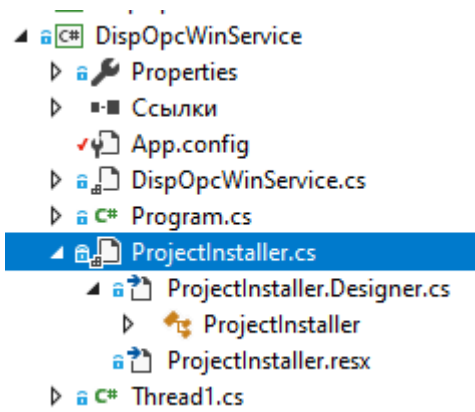 C# DispOpcWinService
Properties
Ссылки
App.config
DispOpcWinService.cs
C# Program.cs
ProjectInstaller.cs
ProjectInstaller.Designer.cs
ProjectInstaller
ProjectInstaller.resx
C# Thread1.cs